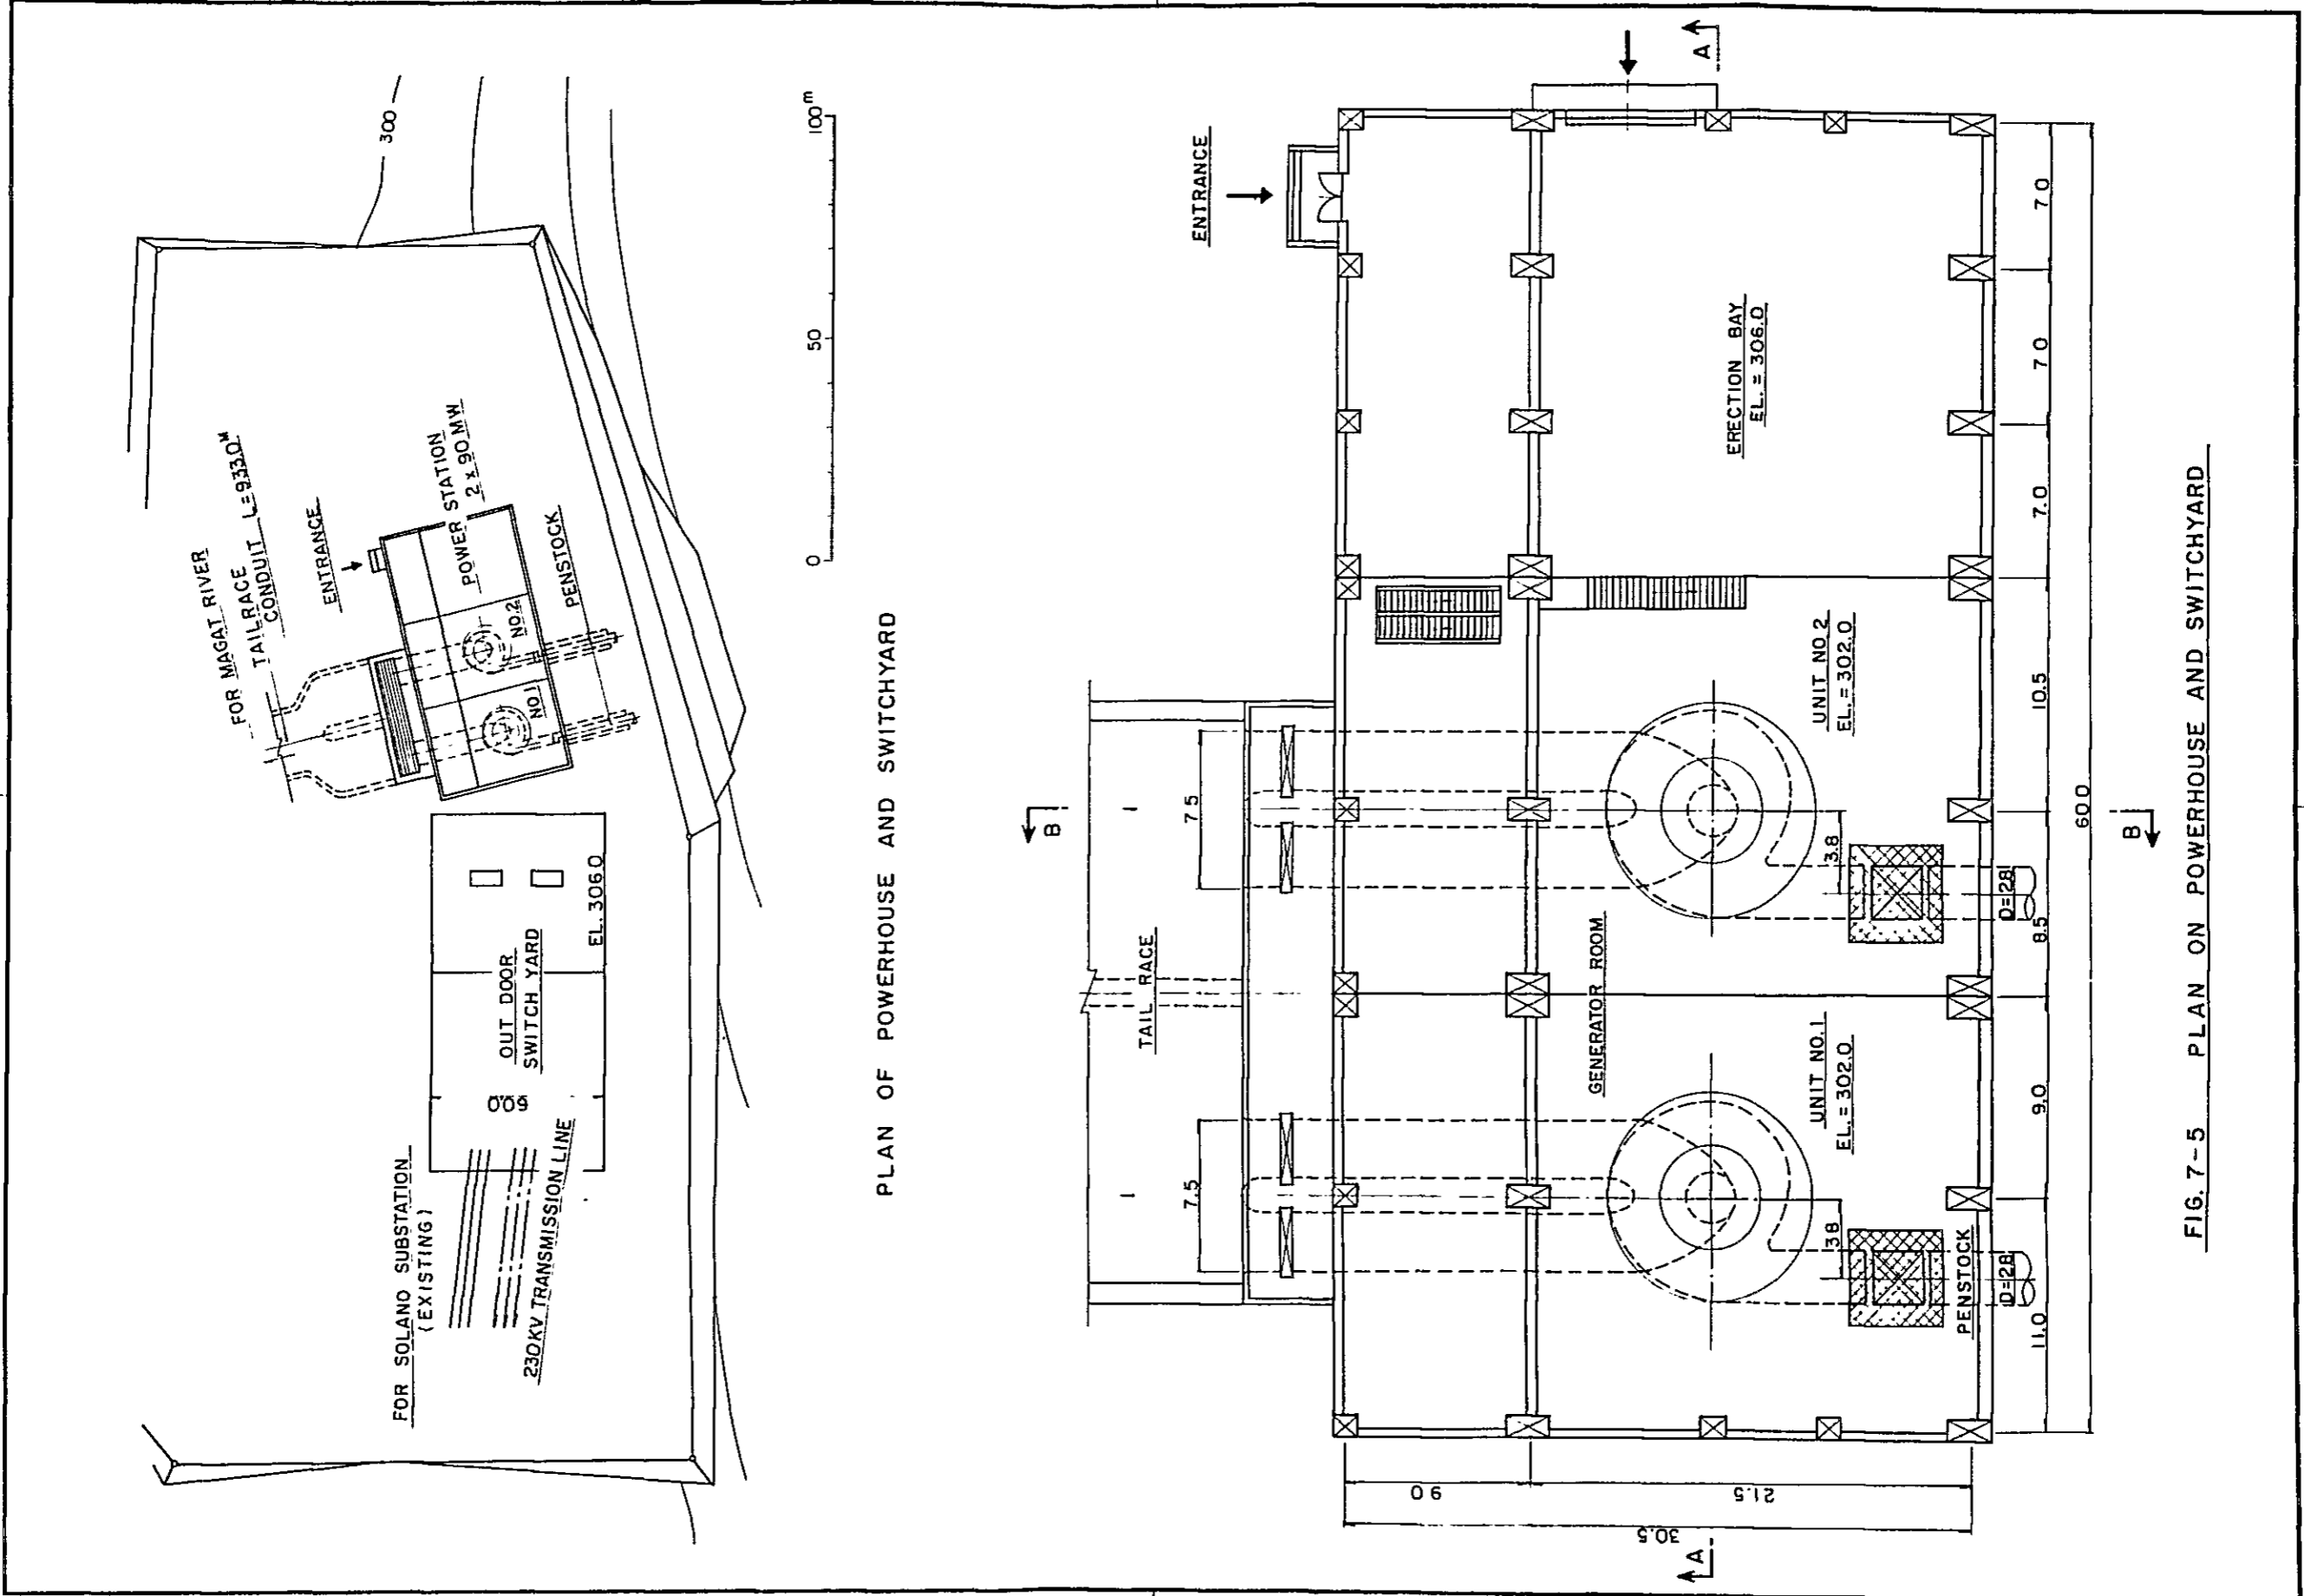 FOR SOLANO SUBSTATION
(EXISTING)
230KV TRANSMISSION LINE
60.0
OUT DOOR
SWITCH YARD
EL. 306.0
FOR MAGAT RIVER
TAILRACE L=933.0M
CONDUIT
ENTRANCE
POWER STATION
2 x 90 MW
NO.1
NO.2
PENSTOCK
300
0
50
100m
PLAN OF POWERHOUSE AND SWITCHYARD
ENTRANCE
A
B
TAIL RACE
7.5
7 5
GENERATOR ROOM
UNIT NO.1
EL. = 302.0
UNIT NO 2
EL. = 302.0
ERECTION BAY
EL. = 306.0
3 8
3.8
PENSTOCK
D=2.8
D=2.8
11.0
9.0
8.5
10.5
7.0
7 0
7 0
60 0
9 0
21.5
30.5
A
B
FIG. 7-5 PLAN ON POWERHOUSE AND SWITCHYARD